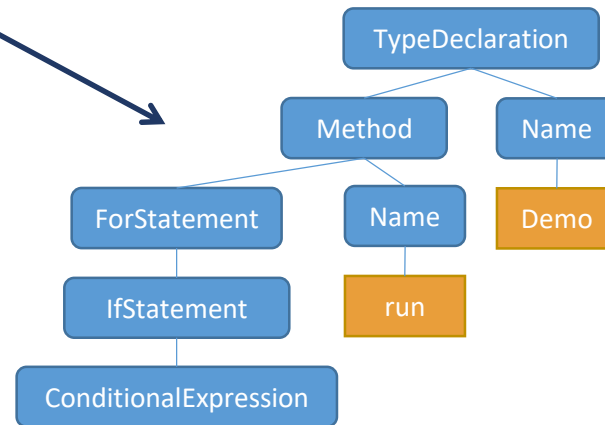 TypeDeclaration
Method
Name
ForStatement
Name
Demo
IfStatement
run
ConditionalExpression